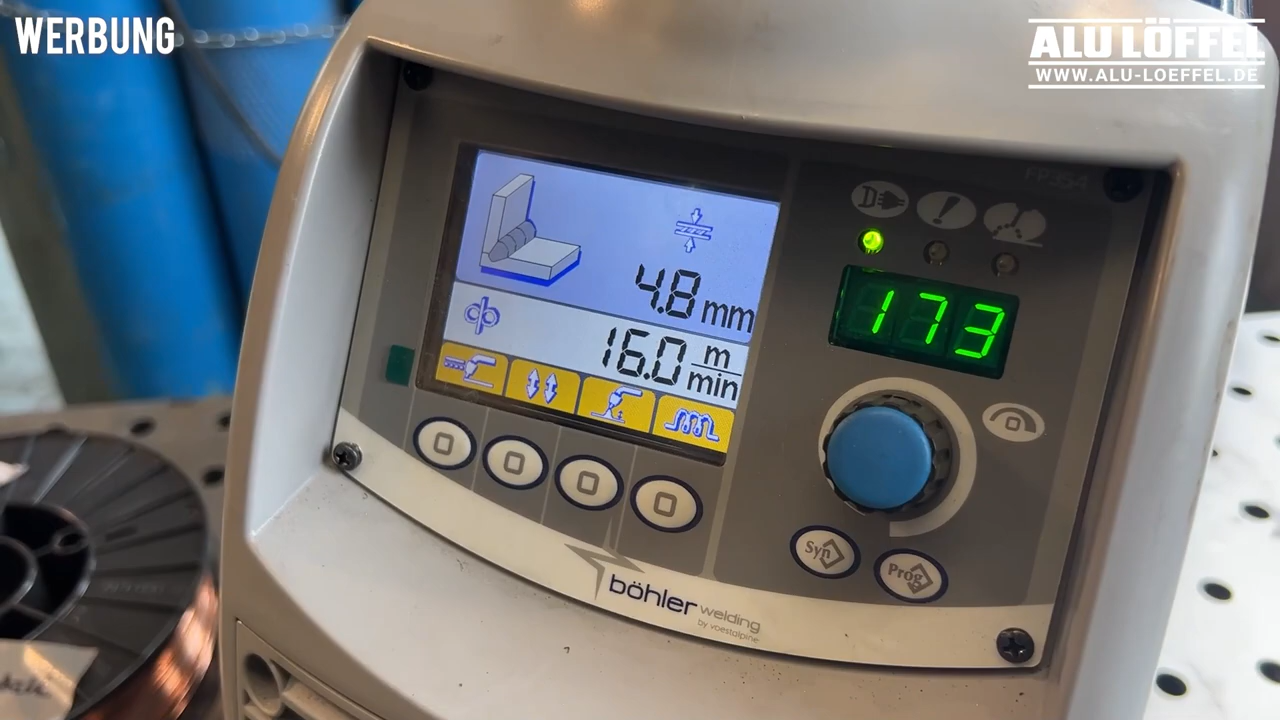 WERBUNG
ALU LÖFFEL
WWW.ALU-LOEFFEL.DE
FP354
4.8 mm
16.0 m/min
173
Syn
Prog
böhler welding
by voestalpine